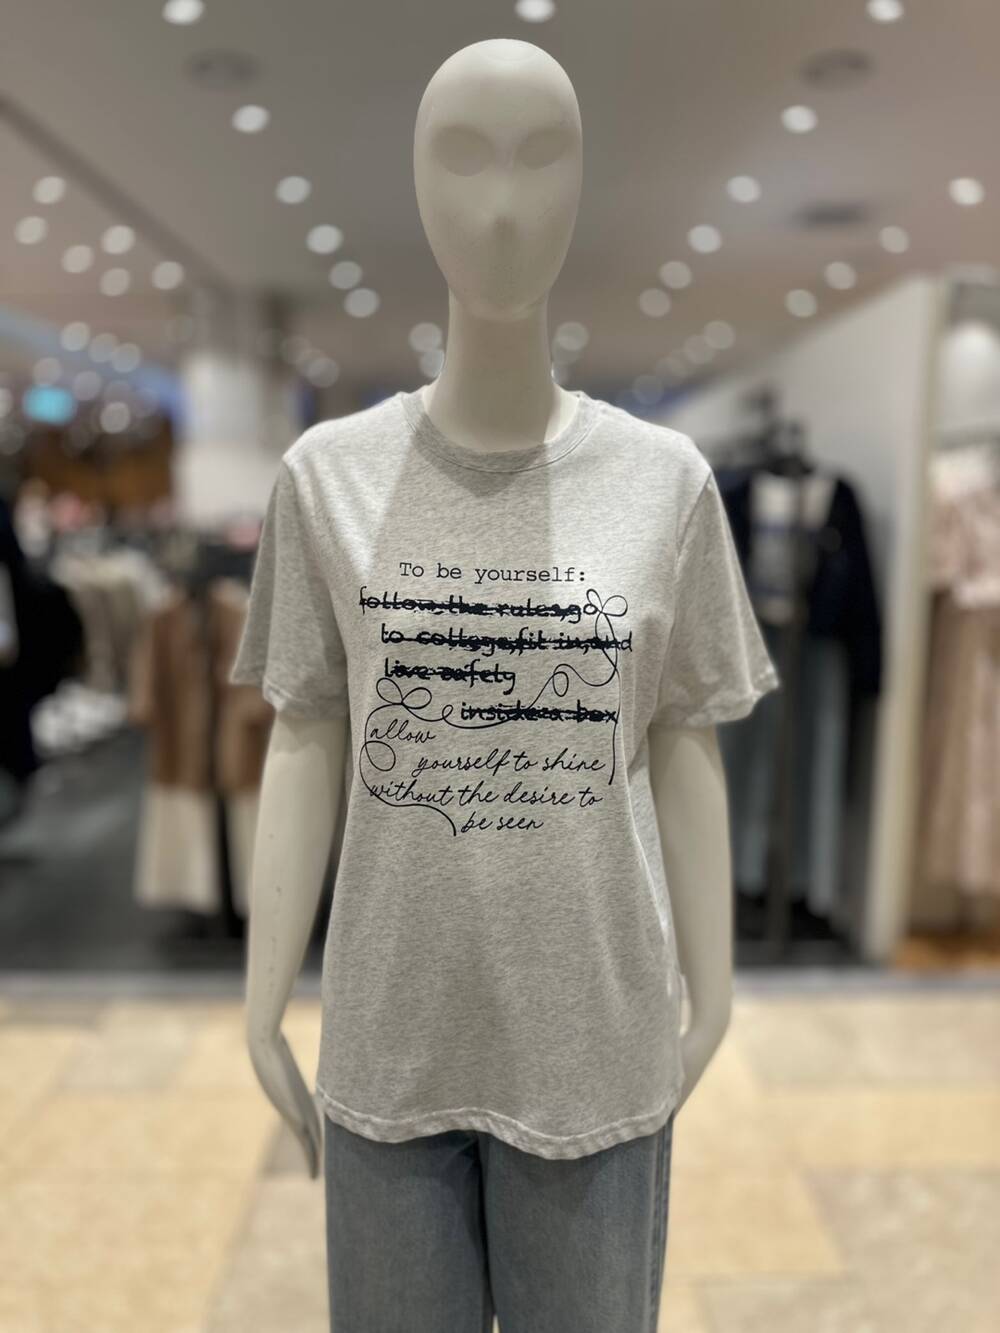 To be yourself:
follow the rules,go
to college,fit in,and
live safely
inside a box
allow
yourself to shine
without the desire to
be seen